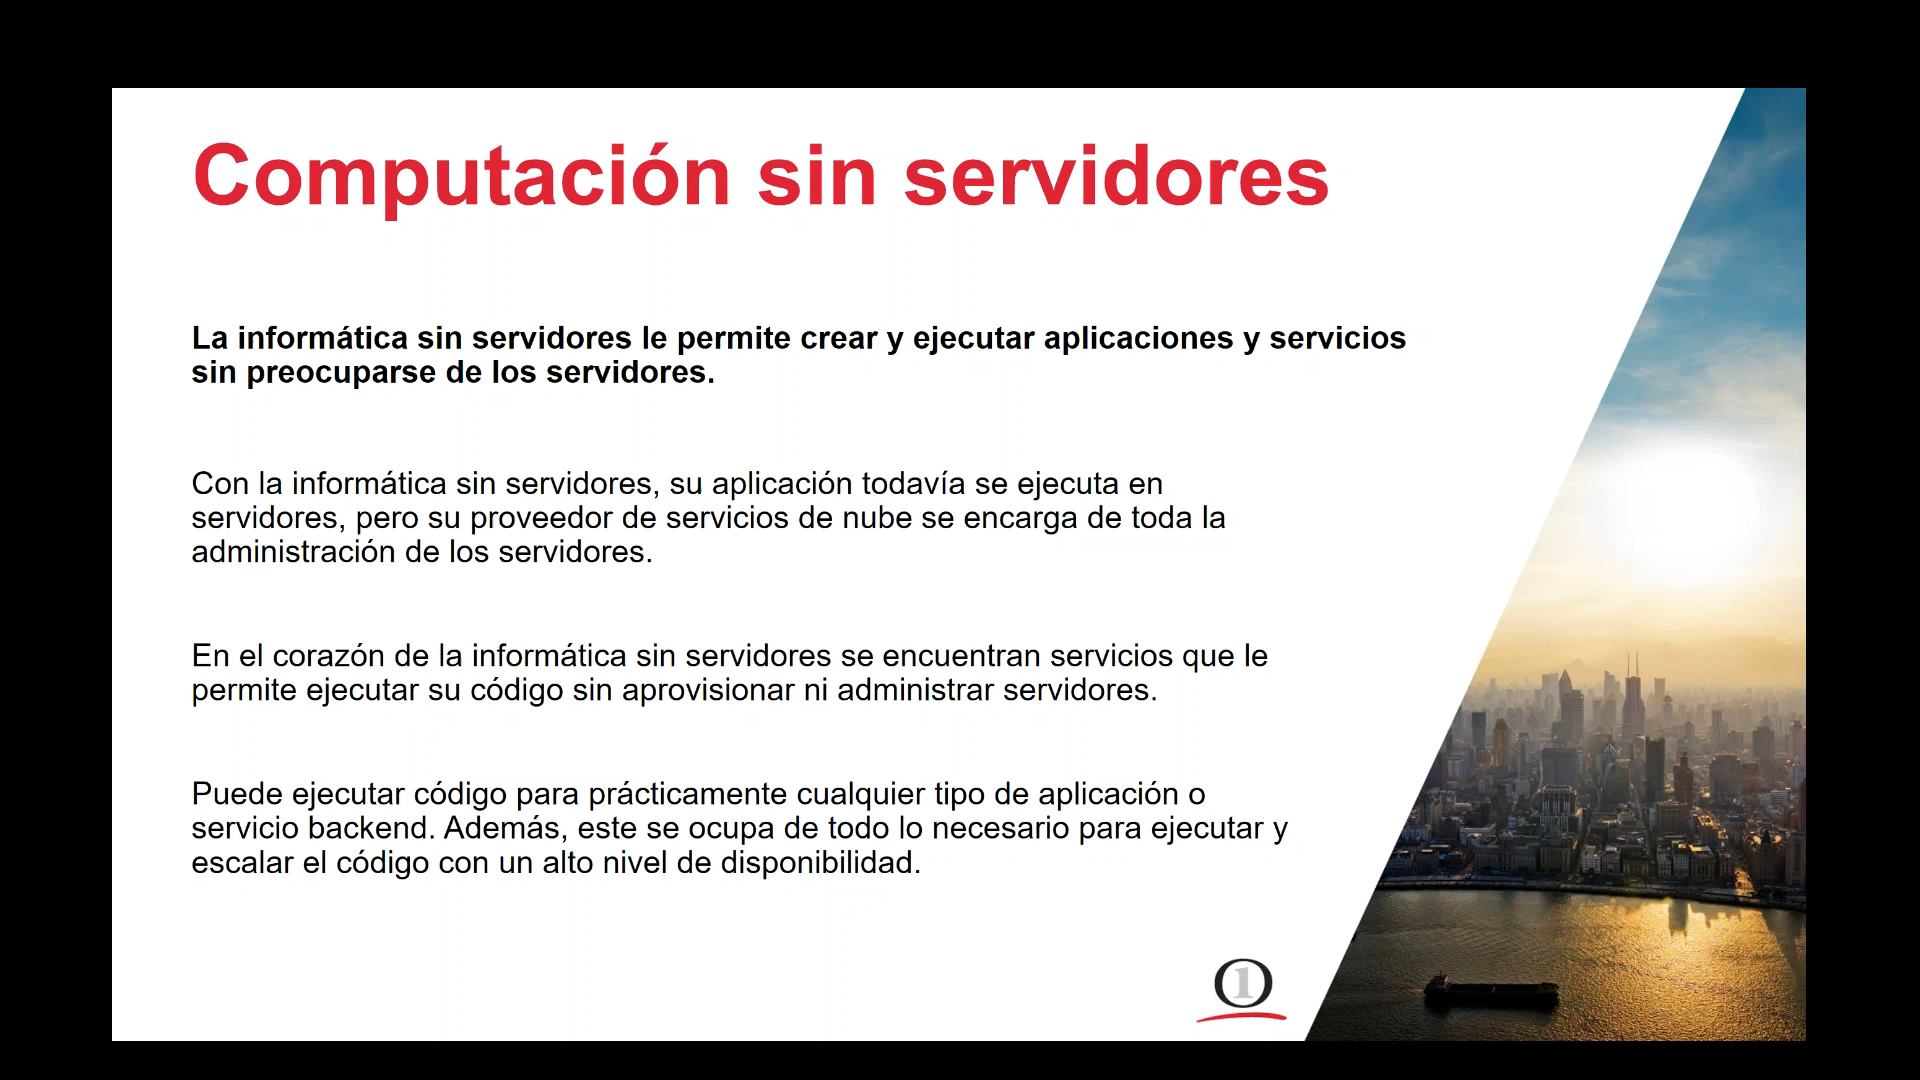 Computación sin servidores
La informática sin servidores le permite crear y ejecutar aplicaciones y servicios
sin preocuparse de los servidores.
Con la informática sin servidores, su aplicación todavía se ejecuta en
servidores, pero su proveedor de servicios de nube se encarga de toda la
administración de los servidores.
En el corazón de la informática sin servidores se encuentran servicios que le
permite ejecutar su código sin aprovisionar ni administrar servidores.
Puede ejecutar código para prácticamente cualquier tipo de aplicación o
servicio backend. Además, este se ocupa de todo lo necesario para ejecutar y
escalar el código con un alto nivel de disponibilidad.
1